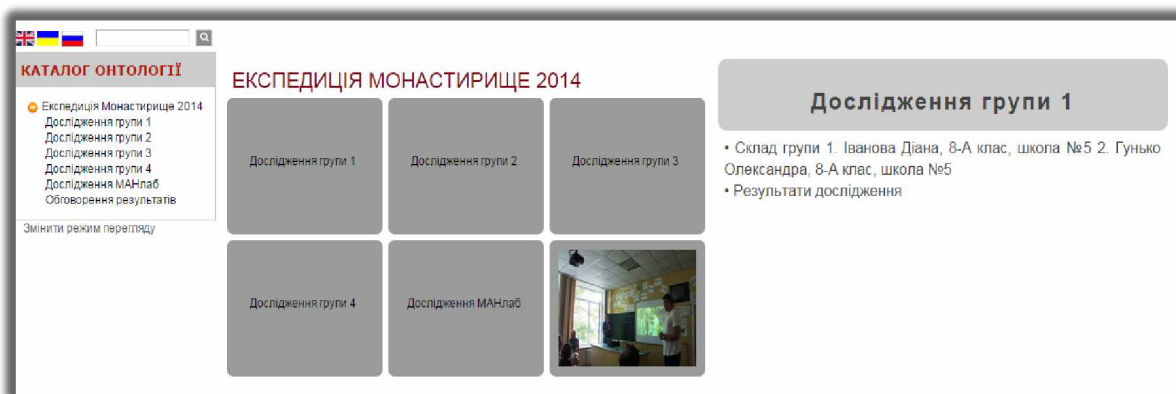 КАТАЛОГ ОНТОЛОГІЇ
Експедиція Монастирище 2014
Дослідження групи 1
Дослідження групи 2
Дослідження групи 3
Дослідження групи 4
Дослідження МАНлаб
Обговорення результатів
Змінити режим перегляду
ЕКСПЕДИЦІЯ МОНАСТИРИЩЕ 2014
Дослідження групи 1
Дослідження групи 2
Дослідження групи 3
Дослідження групи 4
Дослідження МАНлаб
Дослідження групи 1
• Склад групи 1. Іванова Діана, 8-А клас, школа №5 2. Гунько
Олександра, 8-А клас, школа №5
• Результати дослідження